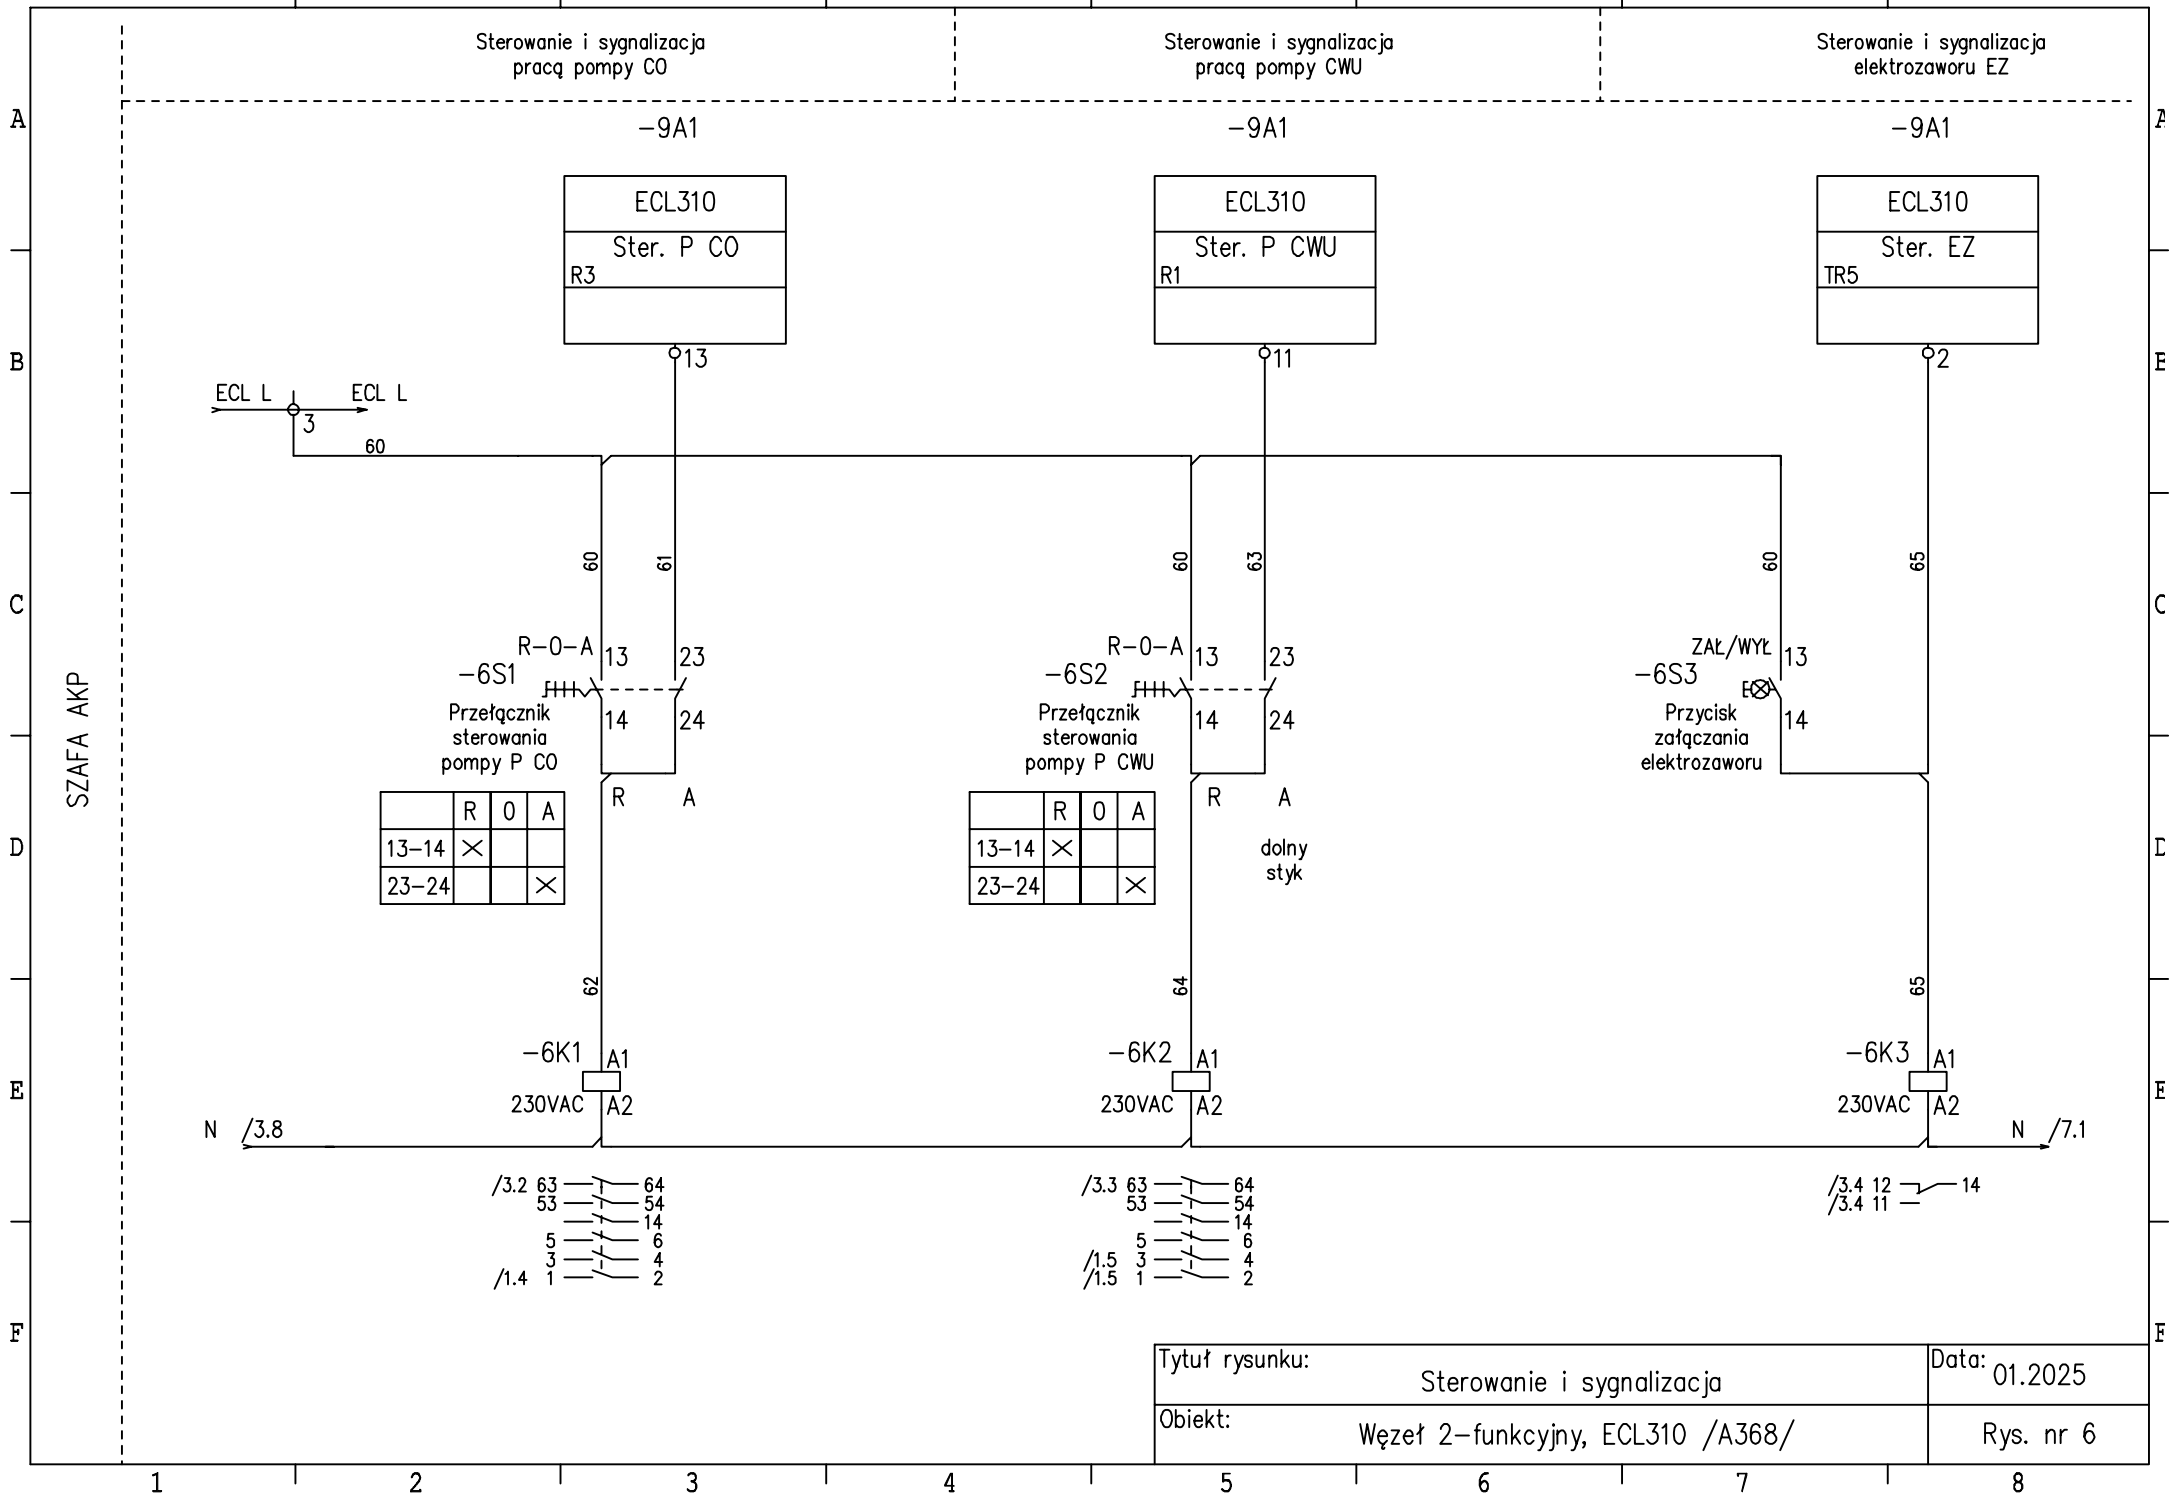 Sterowanie i sygnalizacja
pracą pompy CO
Sterowanie i sygnalizacja
pracą pompy CWU
Sterowanie i sygnalizacja
elektrozaworu EZ
A
A
-9A1
-9A1
-9A1
ECL310
Ster. P CO
R3
13
ECL310
Ster. P CWU
R1
11
ECL310
Ster. EZ
TR5
2
B
B
ECL L
ECL L
3
60
60
61
60
63
60
65
C
C
SZAFA AKP
R-0-A
13
23
-6S1
14
24
Przełącznik
sterowania
pompy P CO
R
A
R 0 A
13-14
23-24
R-0-A
13
23
-6S2
14
24
Przełącznik
sterowania
pompy P CWU
R
A
dolny
styk
R 0 A
13-14
23-24
ZAŁ/WYŁ
13
-6S3
14
Przycisk
załączania
elektrozaworu
D
D
62
64
65
-6K1
A1
230VAC
A2
-6K2
A1
230VAC
A2
-6K3
A1
230VAC
A2
E
E
N /3.8
N /7.1
/3.2 63 64
53 54
14
5 6
3 4
/1.4 1 2
/3.3 63 64
53 54
14
5 6
/1.5 3 4
/1.5 1 2
/3.4 12 14
/3.4 11
F
F
Tytuł rysunku:
Sterowanie i sygnalizacja
Data:
01.2025
Obiekt:
Węzeł 2-funkcyjny, ECL310 /A368/
Rys. nr 6
1 2 3 4 5 6 7 8